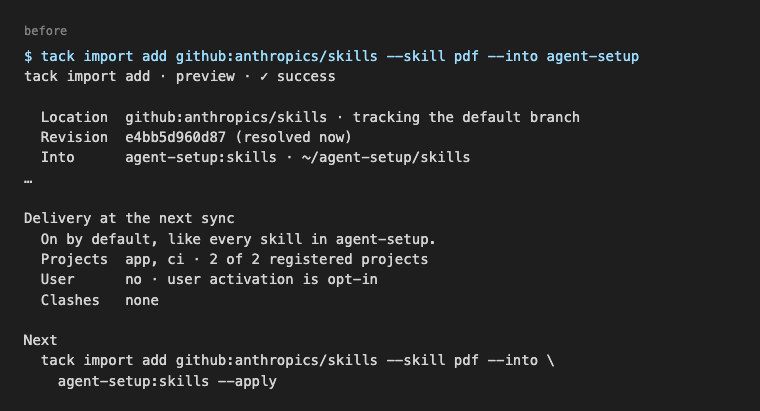 before
$ tack import add github:anthropics/skills --skill pdf --into agent-setup
tack import add · preview · ✓ success
Location  github:anthropics/skills · tracking the default branch
Revision  e4bb5d960d87 (resolved now)
Into      agent-setup:skills · ~/agent-setup/skills
…
Delivery at the next sync
On by default, like every skill in agent-setup.
Projects  app, ci · 2 of 2 registered projects
User      no · user activation is opt-in
Clashes   none
Next
tack import add github:anthropics/skills --skill pdf --into \
agent-setup:skills --apply